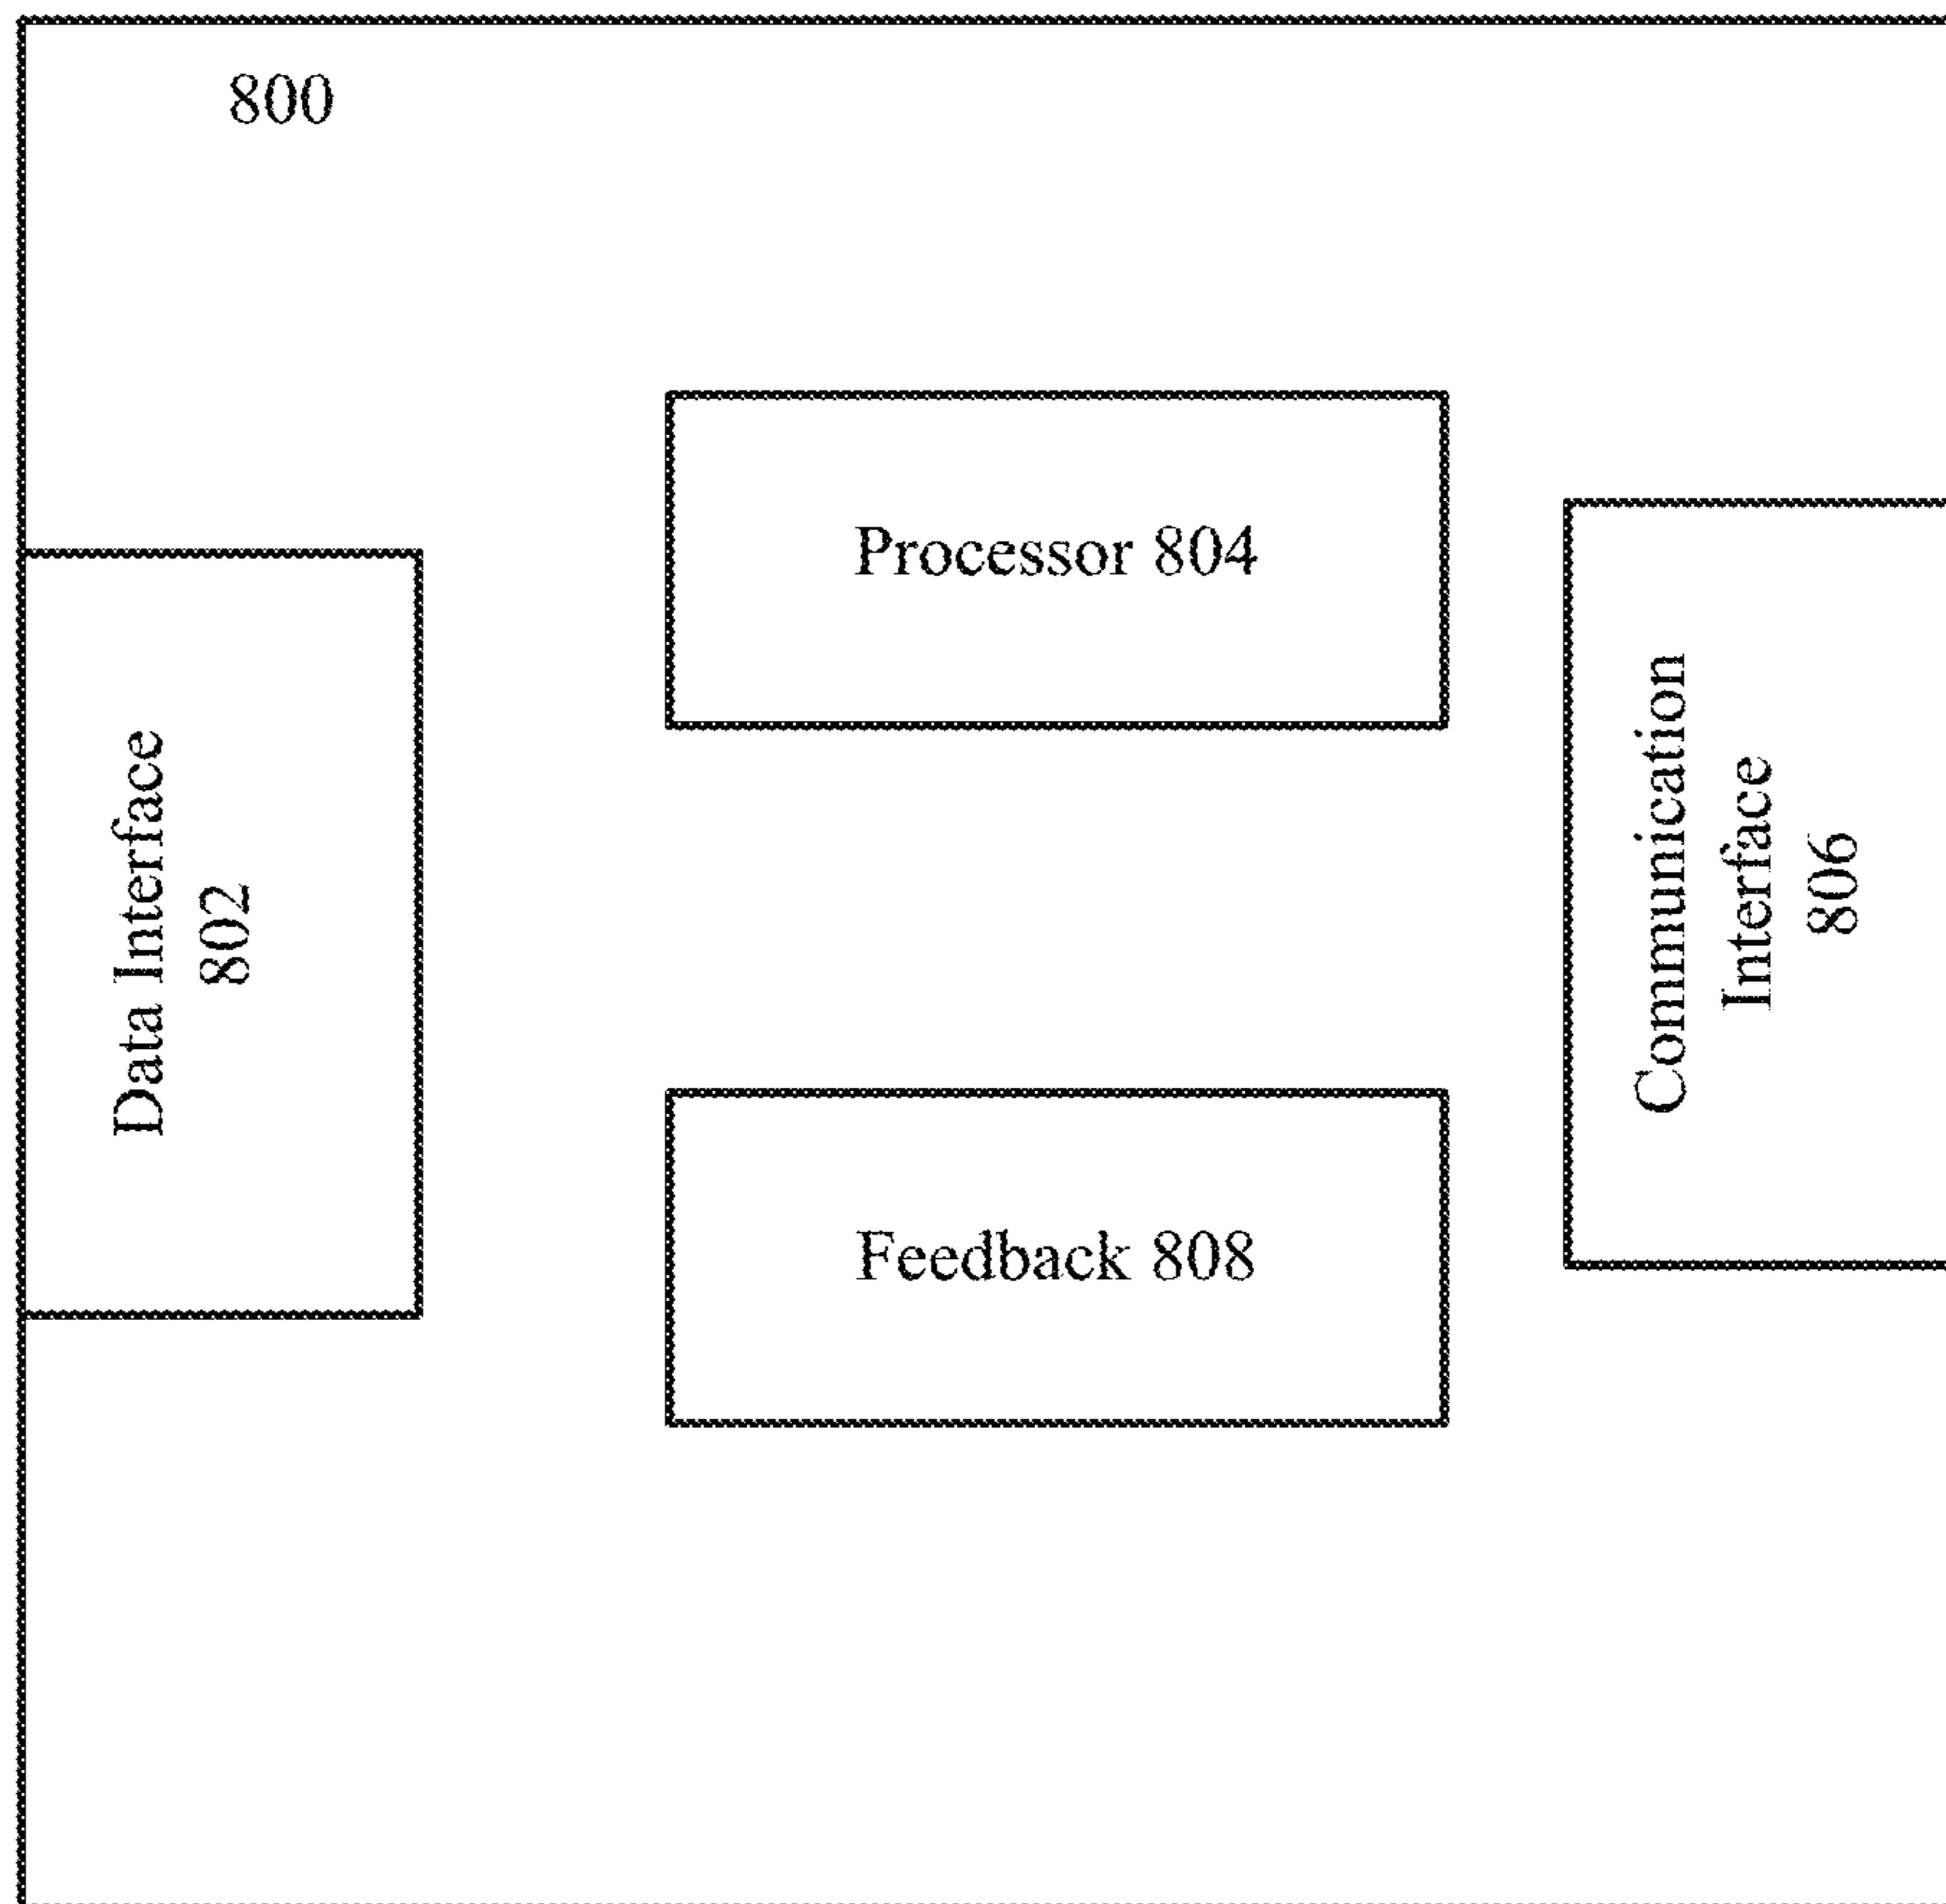 800
Processor 804
Data Interface
802
Communication
Interface
806
Feedback 808